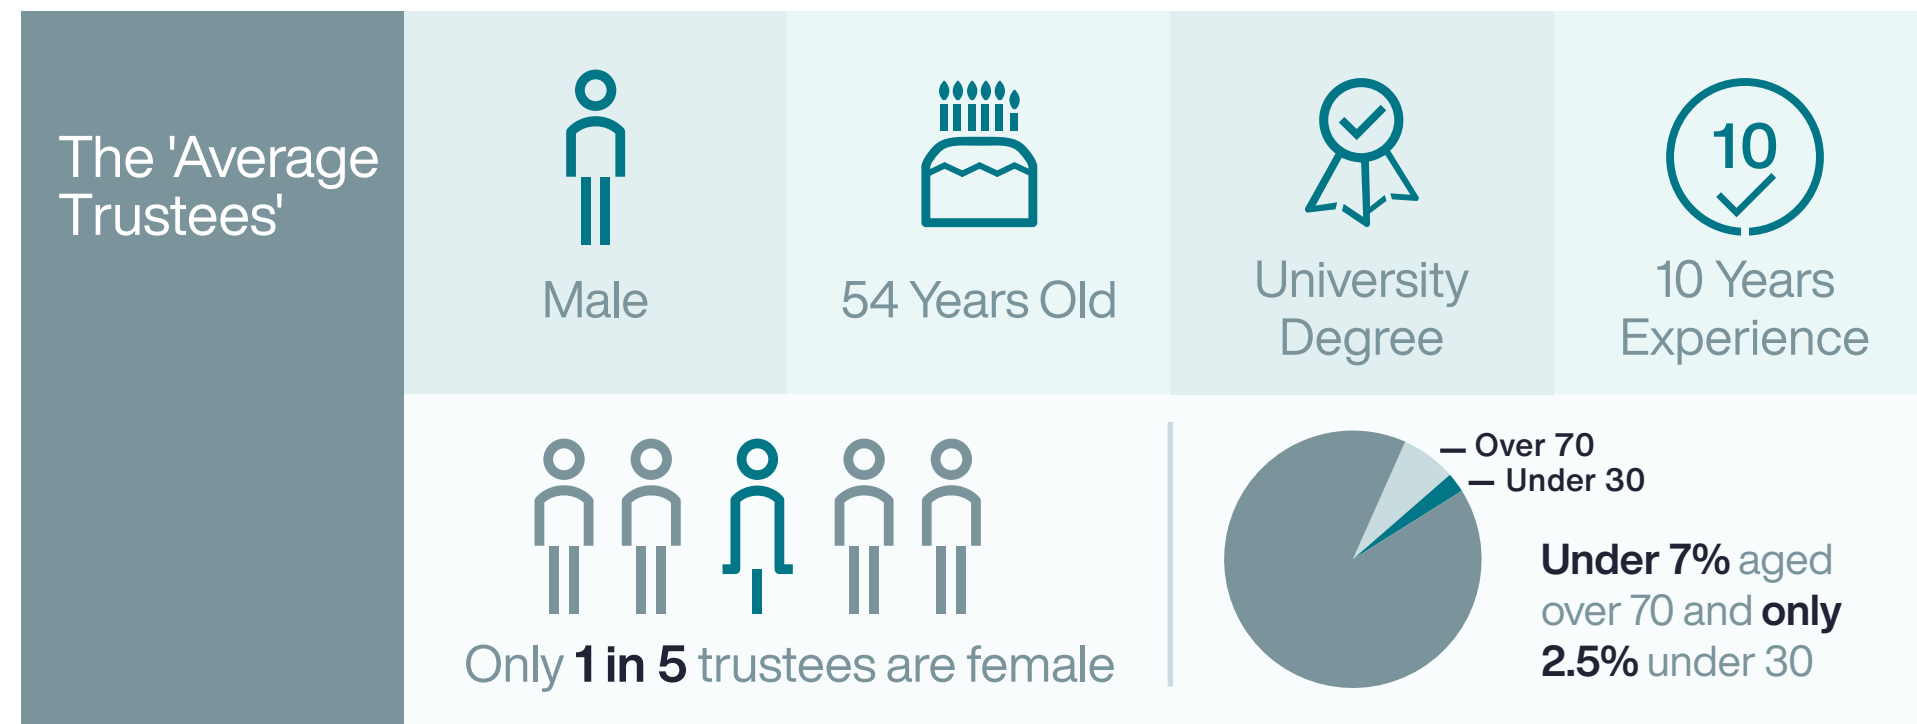 The 'Average
Trustees'
Male
54 Years Old
University
Degree
10
10 Years
Experience
Only 1 in 5 trustees are female
Over 70
Under 30
Under 7% aged
over 70 and only
2.5% under 30